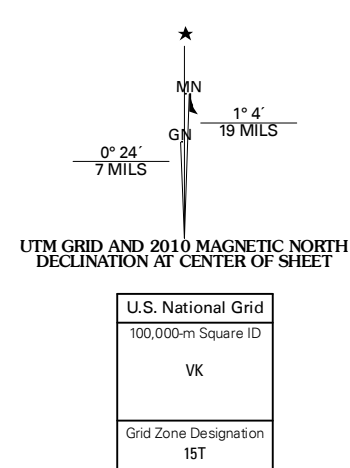 MN
1° 4´
19 MILS
GN
0° 24´
7 MILS
UTM GRID AND 2010 MAGNETIC NORTH
DECLINATION AT CENTER OF SHEET
U.S. National Grid
100,000-m Square ID
VK
Grid Zone Designation
15T